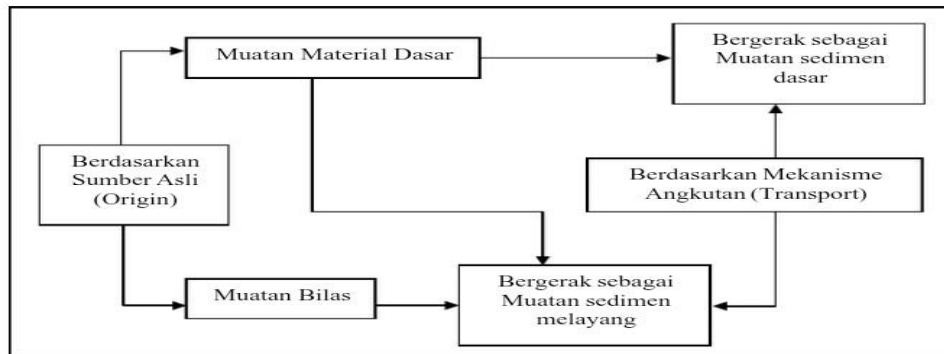 Muatan Material Dasar
Bergerak sebagai
Muatan sedimen
dasar
Berdasarkan
Sumber Asli
(Origin)
Berdasarkan Mekanisme
Angkutan (Transport)
Muatan Bilas
Bergerak sebagai
Muatan sedimen
melayang